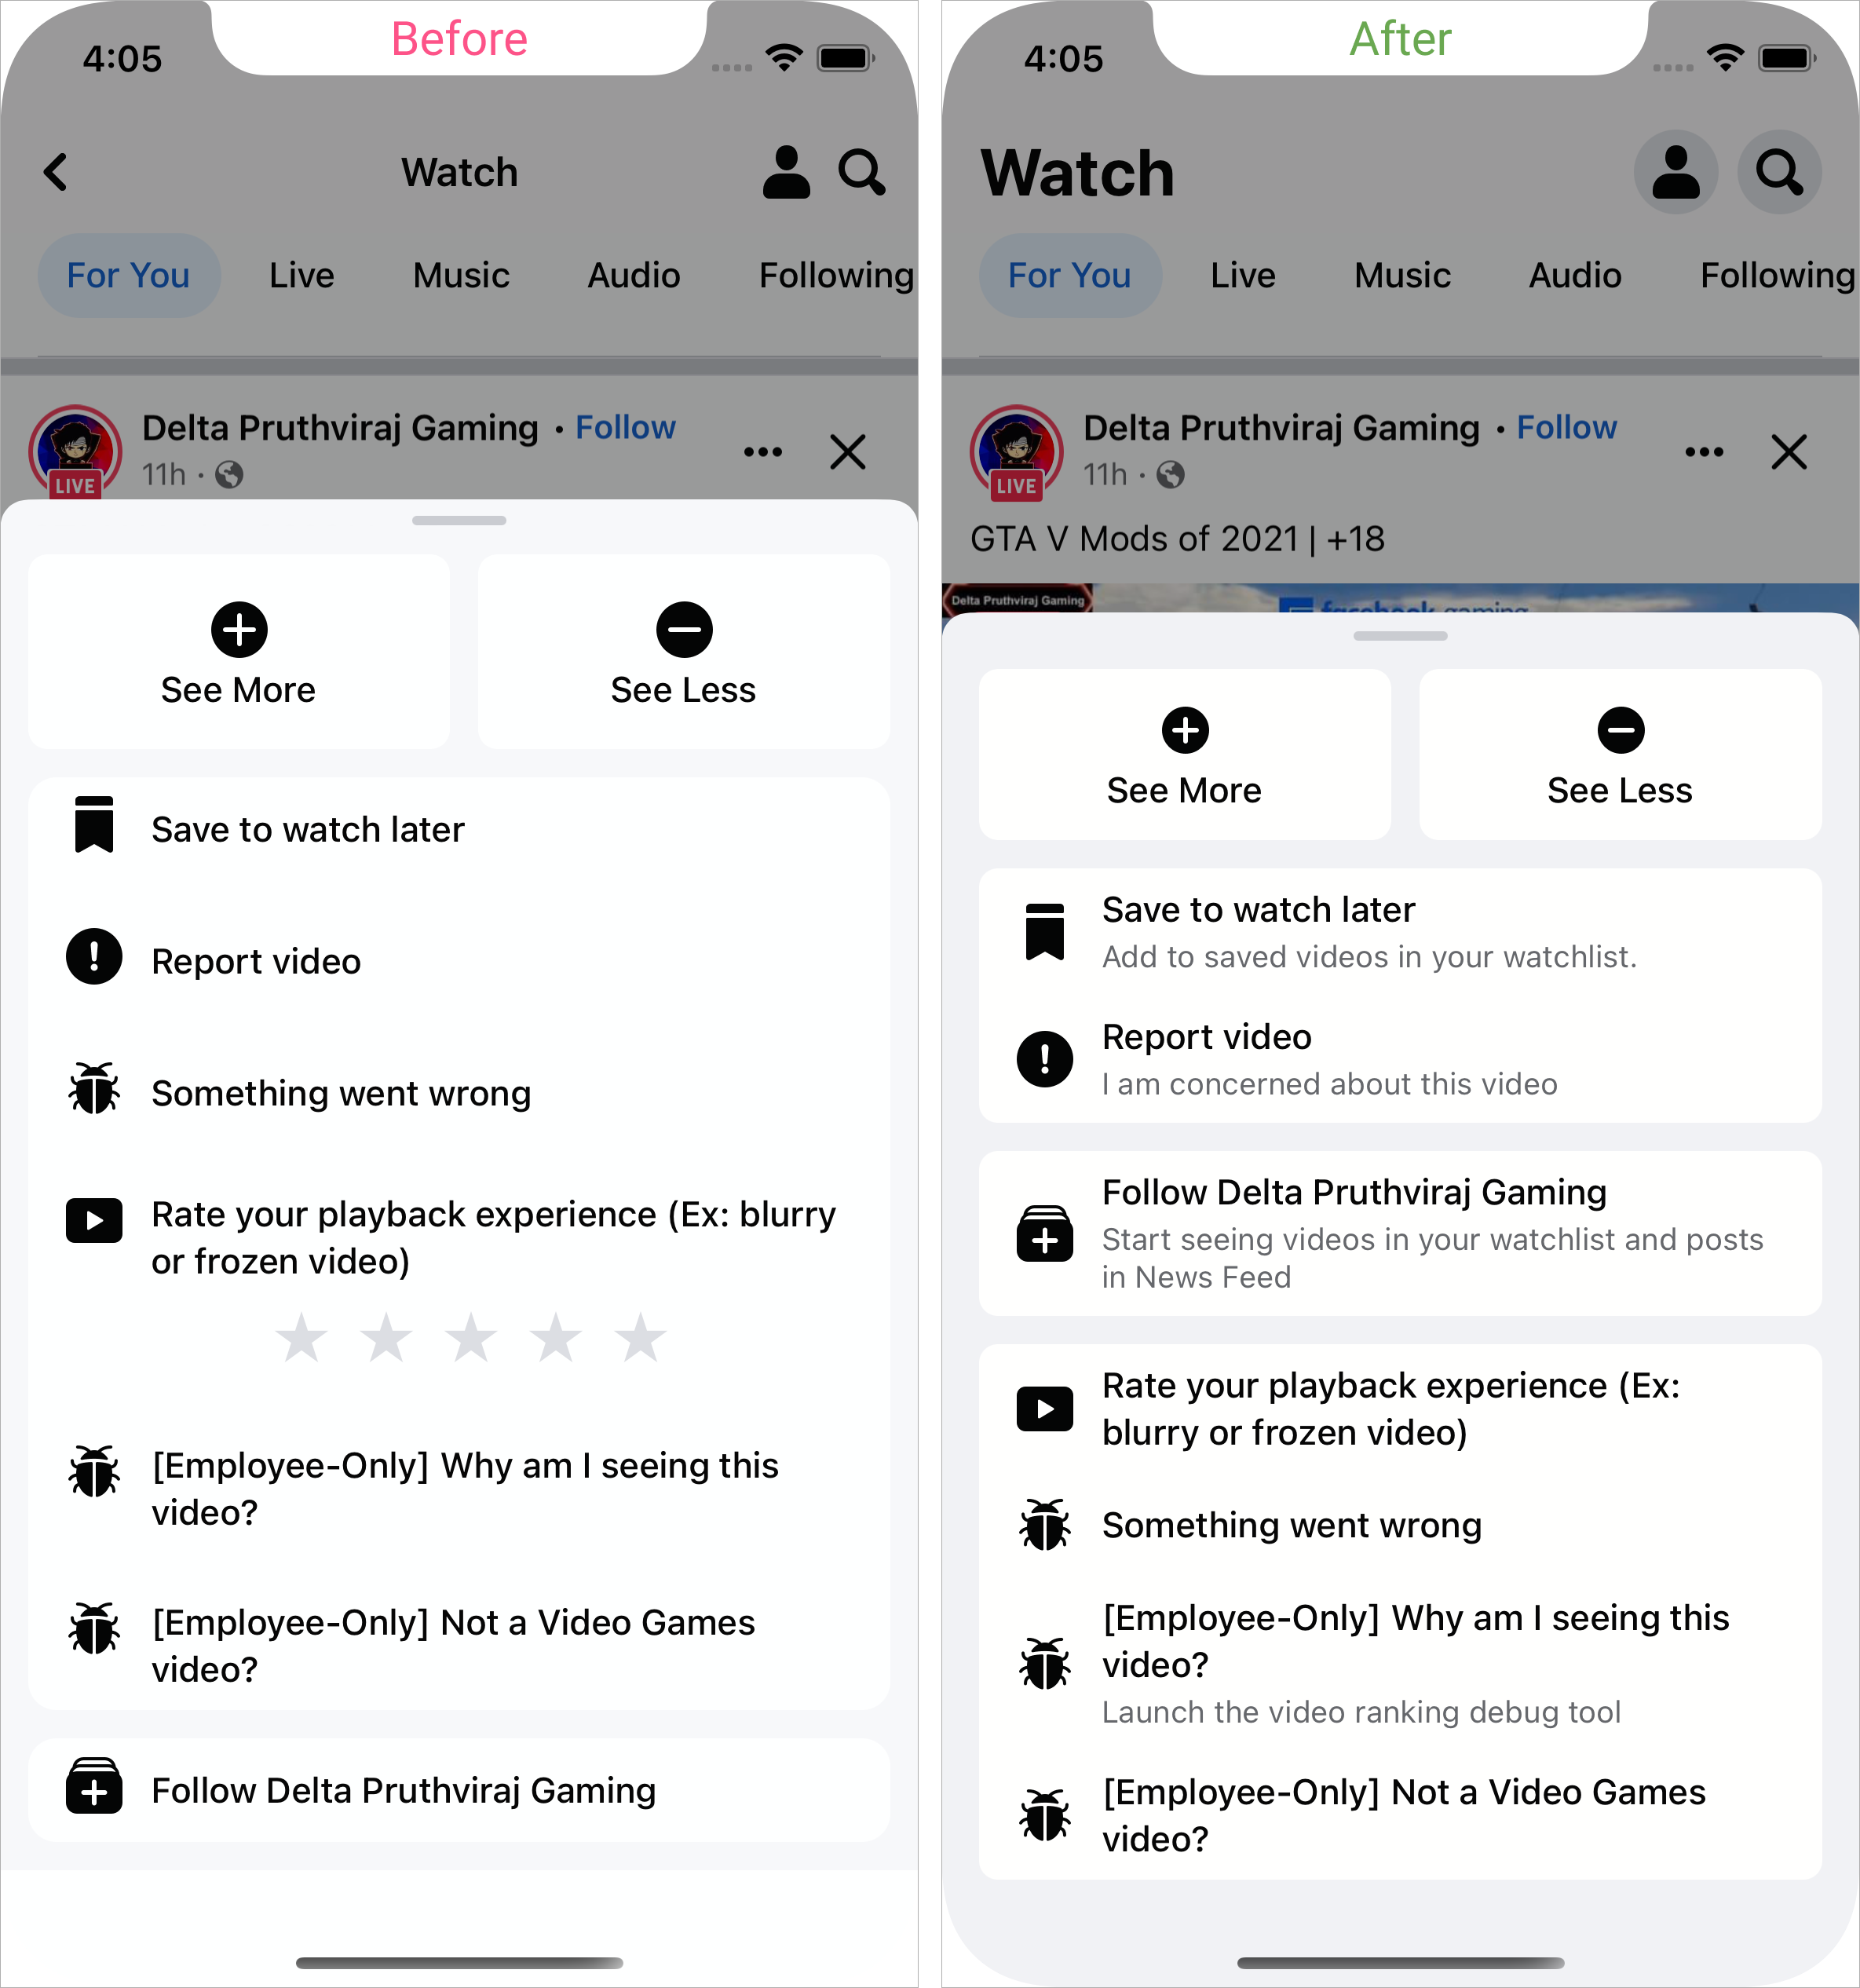 Before
4:05
Watch
For You
Live
Music
Audio
Following
Delta Pruthviraj Gaming • Follow
11h ·
LIVE
See More
See Less
Save to watch later
Report video
Something went wrong
Rate your playback experience (Ex: blurry
or frozen video)
[Employee-Only] Why am I seeing this
video?
[Employee-Only] Not a Video Games
video?
Follow Delta Pruthviraj Gaming
After
4:05
Watch
For You
Live
Music
Audio
Following
Delta Pruthviraj Gaming • Follow
11h ·
LIVE
GTA V Mods of 2021 | +18
Delta Pruthviraj Gaming
facebook gaming
See More
See Less
Save to watch later
Add to saved videos in your watchlist.
Report video
I am concerned about this video
Follow Delta Pruthviraj Gaming
Start seeing videos in your watchlist and posts
in News Feed
Rate your playback experience (Ex:
blurry or frozen video)
Something went wrong
[Employee-Only] Why am I seeing this
video?
Launch the video ranking debug tool
[Employee-Only] Not a Video Games
video?